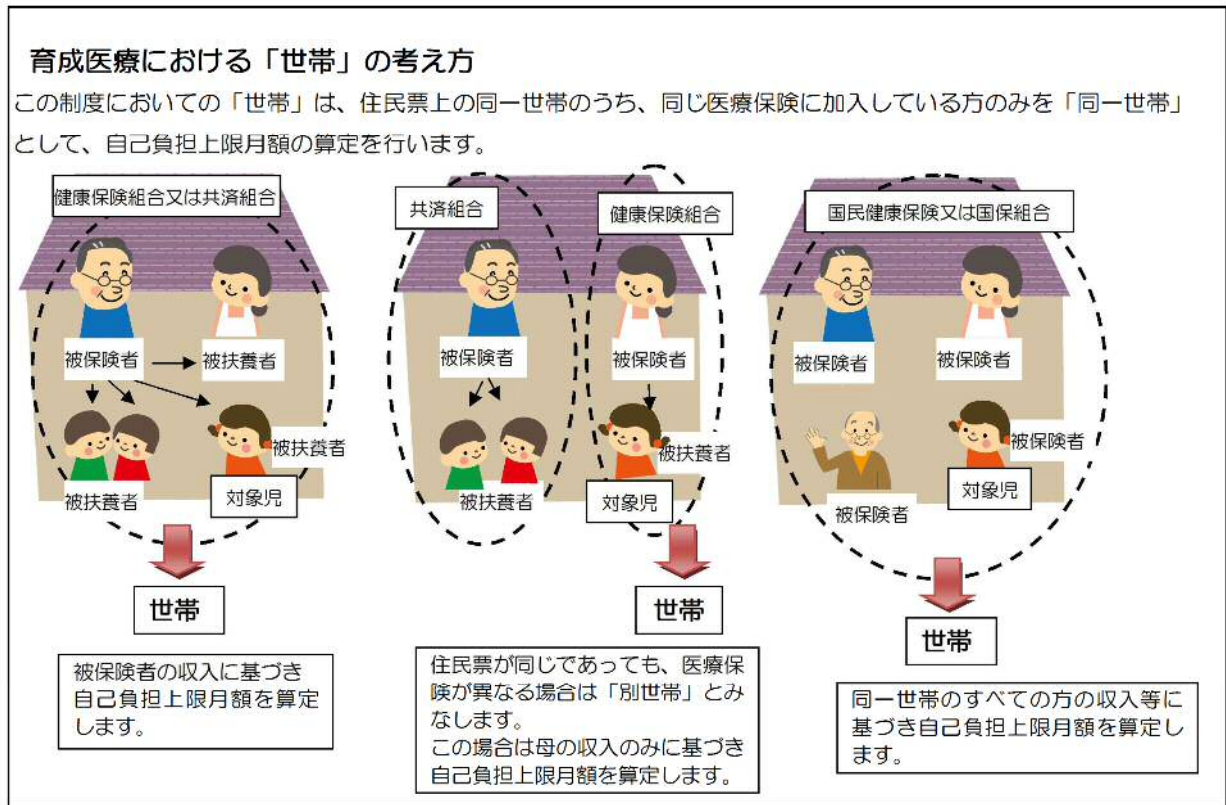 育成医療における「世帯」の考え方
この制度においての「世帯」は、住民票上の同一世帯のうち、同じ医療保険に加入している方のみを「同一世帯」
として、自己負担上限月額の算定を行います。
健康保険組合又は共済組合
被保険者
被扶養者
被扶養者
被扶養者
対象児
世帯
被保険者の収入に基づき
自己負担上限月額を算定
します。
共済組合
健康保険組合
被保険者
被保険者
被扶養者
被扶養者
対象児
世帯
住民票が同じであっても、医療保
険が異なる場合は「別世帯」とみ
なします。
この場合は母の収入のみに基づき
自己負担上限月額を算定します。
国民健康保険又は国保組合
被保険者
被保険者
被保険者
被保険者
対象児
世帯
同一世帯のすべての方の収入等に
基づき自己負担上限月額を算定し
ます。